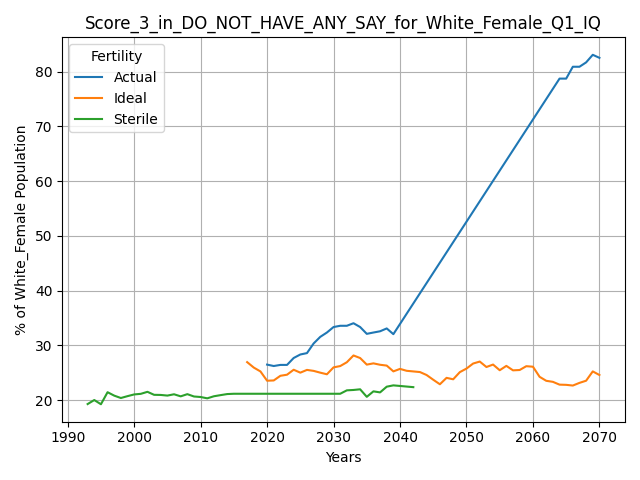 Score_3_in_DO_NOT_HAVE_ANY_SAY_for_White_Female_Q1_IQ
Fertility
Actual
Ideal
Sterile
% of White_Female Population
80
70
60
50
40
30
20
1990 2000 2010 2020 2030 2040 2050 2060 2070
Years